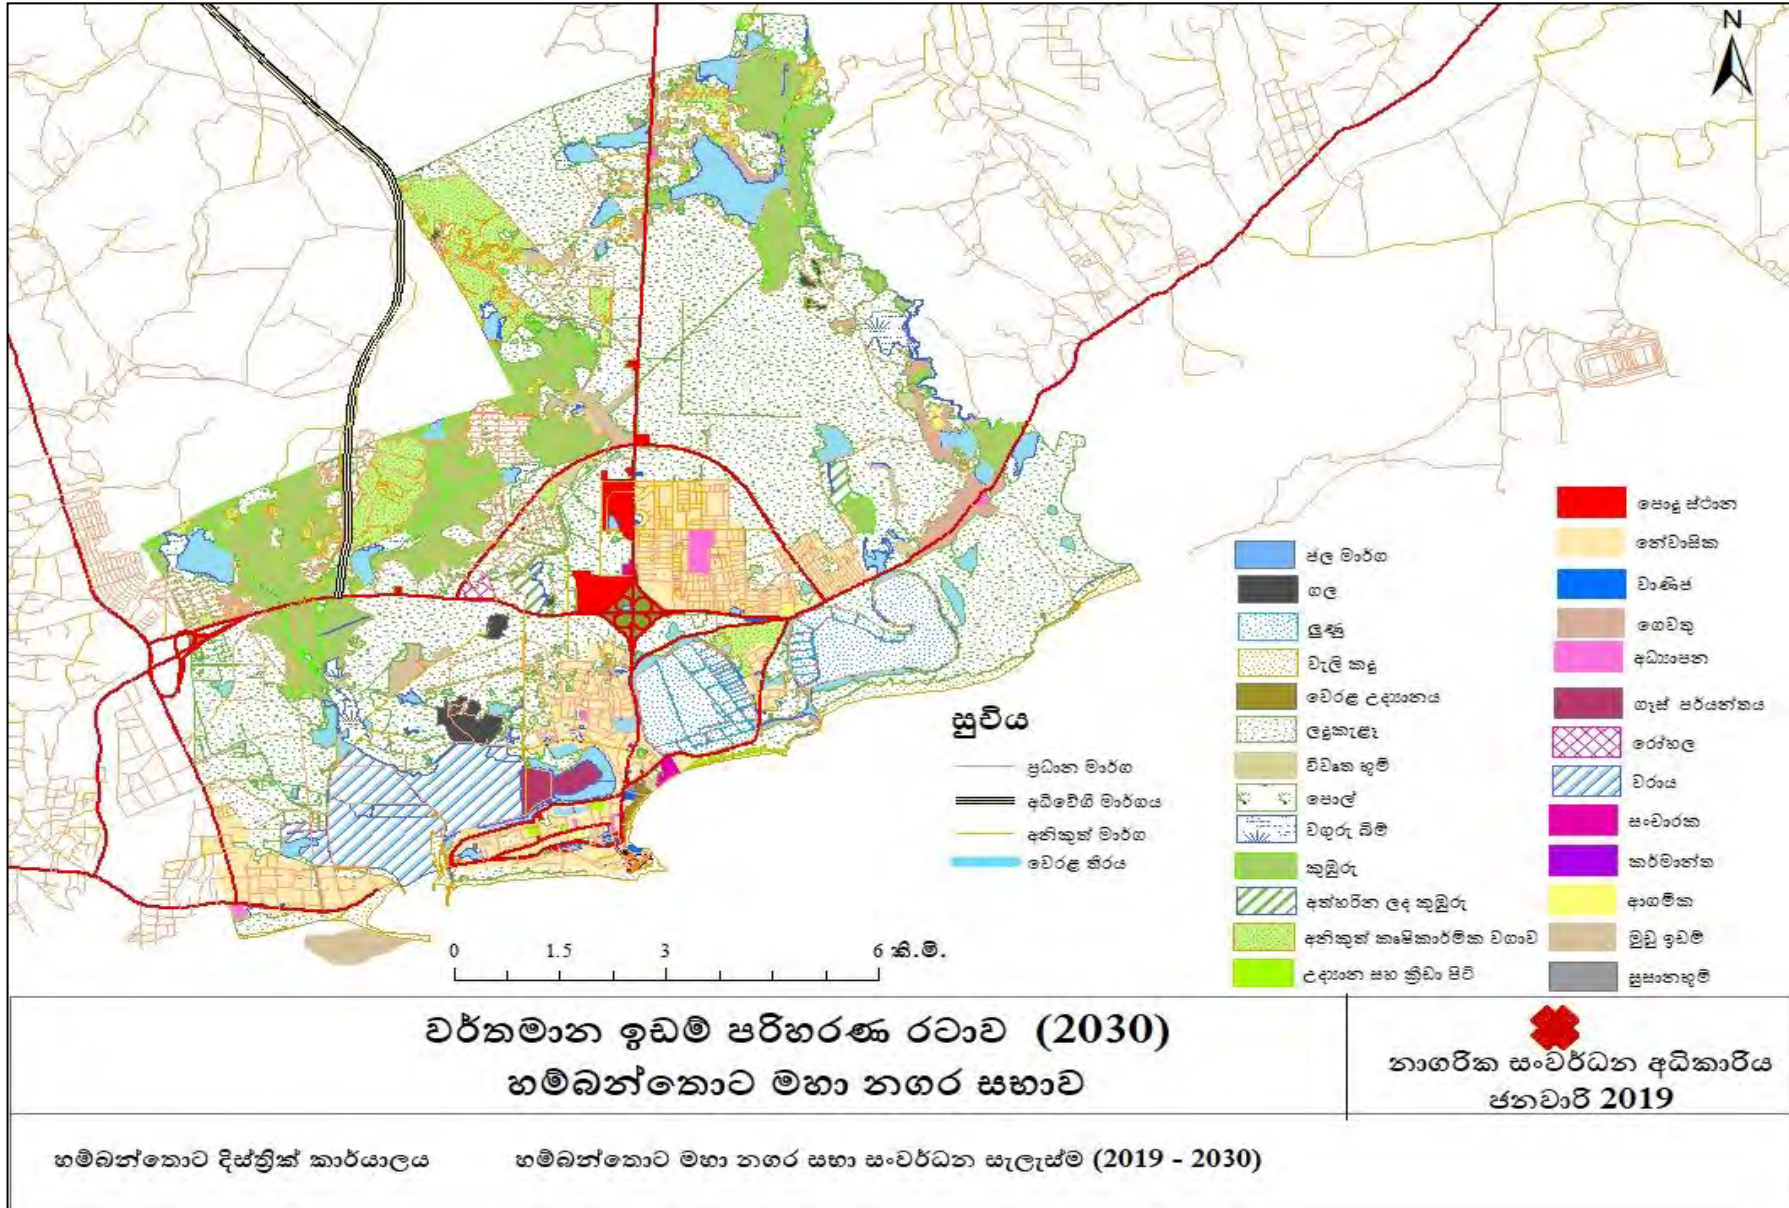 N
පොදු ස්ථාන
නේවාසික
වාණිජ
ගෙවතු
අධ්‍යාපන
ගෑස් පර්යන්තය
රෝහල
වරාය
සංචාරක
කර්මාන්ත
ආගමික
මුඩු ඉඩම්
සුසානභූමි
ජල මාර්ග
ගල
ලුණු
වැලි කඳු
වෙරළ උද්‍යානය
ලඳුකැළෑ
විවෘත භූමි
පොල්
වගුරු බිම්
කුඹුරු
අත්හරින ලද කුඹුරු
අනිකුත් කෘෂිකාර්මික වගාව
උද්‍යාන සහ ක්‍රීඩා පිටි
සූචිය
ප්‍රධාන මාර්ග
අධිවේගී මාර්ගය
අනිකුත් මාර්ග
වෙරළ තීරය
0 1.5 3 6 කි.මී.
වර්තමාන ඉඩම් පරිහරණ රටාව (2030)
හම්බන්තොට මහා නගර සභාව
නාගරික සංවර්ධන අධිකාරිය
ජනවාරි 2019
හම්බන්තොට දිස්ත්‍රික් කාර්යාලය හම්බන්තොට මහා නගර සභා සංවර්ධන සැලැස්ම (2019 - 2030)